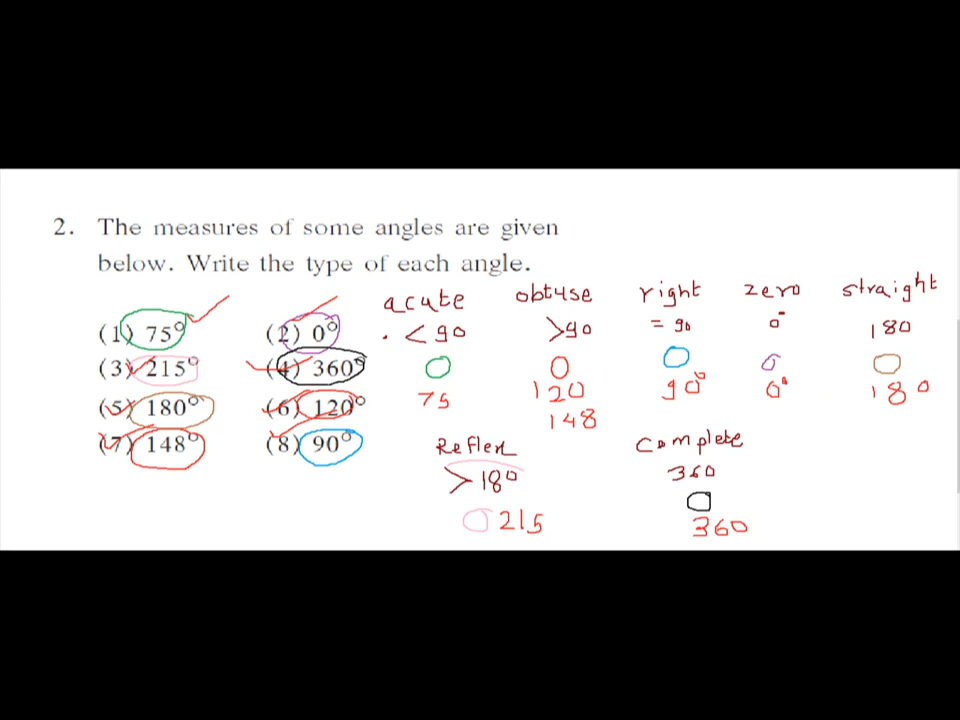 2. The measures of some angles are given
below. Write the type of each angle.
acute obtuse right zero straight
(1) 75° (2) 0° . < 90 >90 = 90 0° 180
(3) 215° (4) 360°
(5) 180° (6) 120° 75 120 90° 0° 180
148
(7) 148° (8) 90° Reflex complete
>180 360
215 360